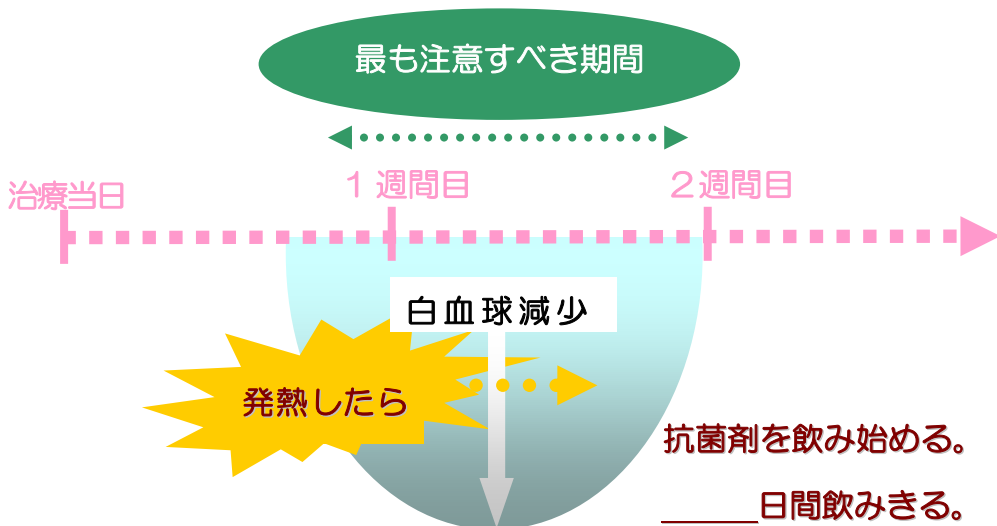 最も注意すべき期間
治療当日
１週間目
２週間目
白血球減少
発熱したら
抗菌剤を飲み始める。
______日間飲みきる。